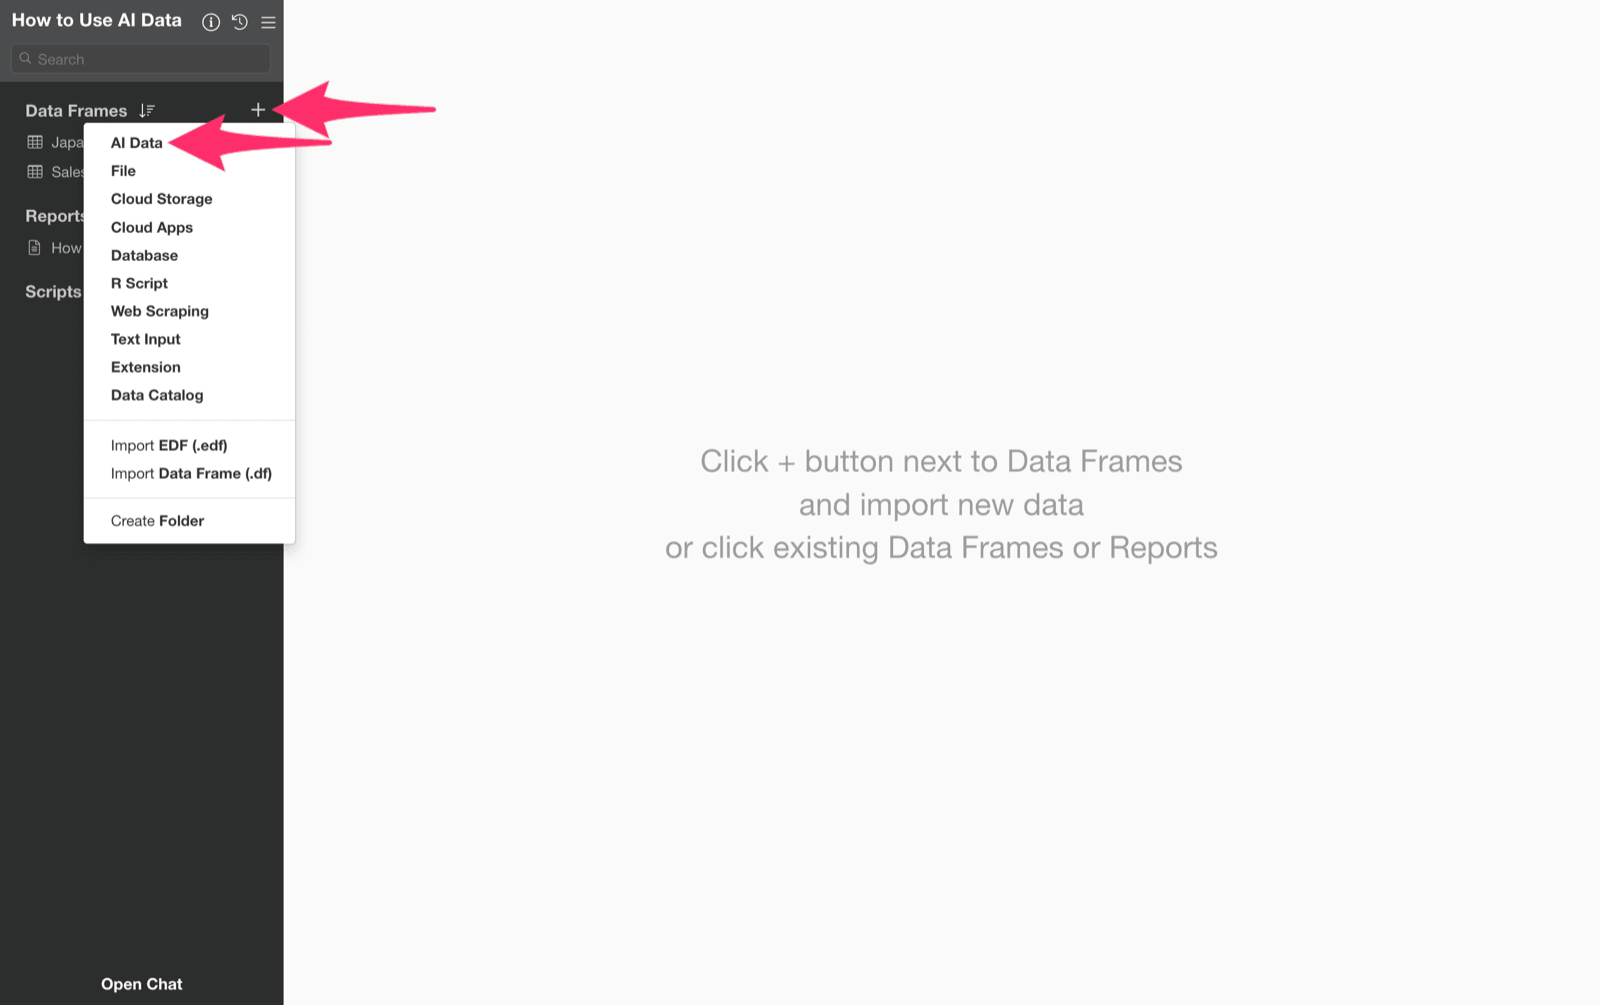 How to Use AI Data
Search
Data Frames
AI Data
File
Cloud Storage
Cloud Apps
Database
R Script
Web Scraping
Text Input
Extension
Data Catalog
Import EDF (.edf)
Import Data Frame (.df)
Create Folder
Japa
Sales
Reports
How
Scripts
Click + button next to Data Frames
and import new data
or click existing Data Frames or Reports
Open Chat